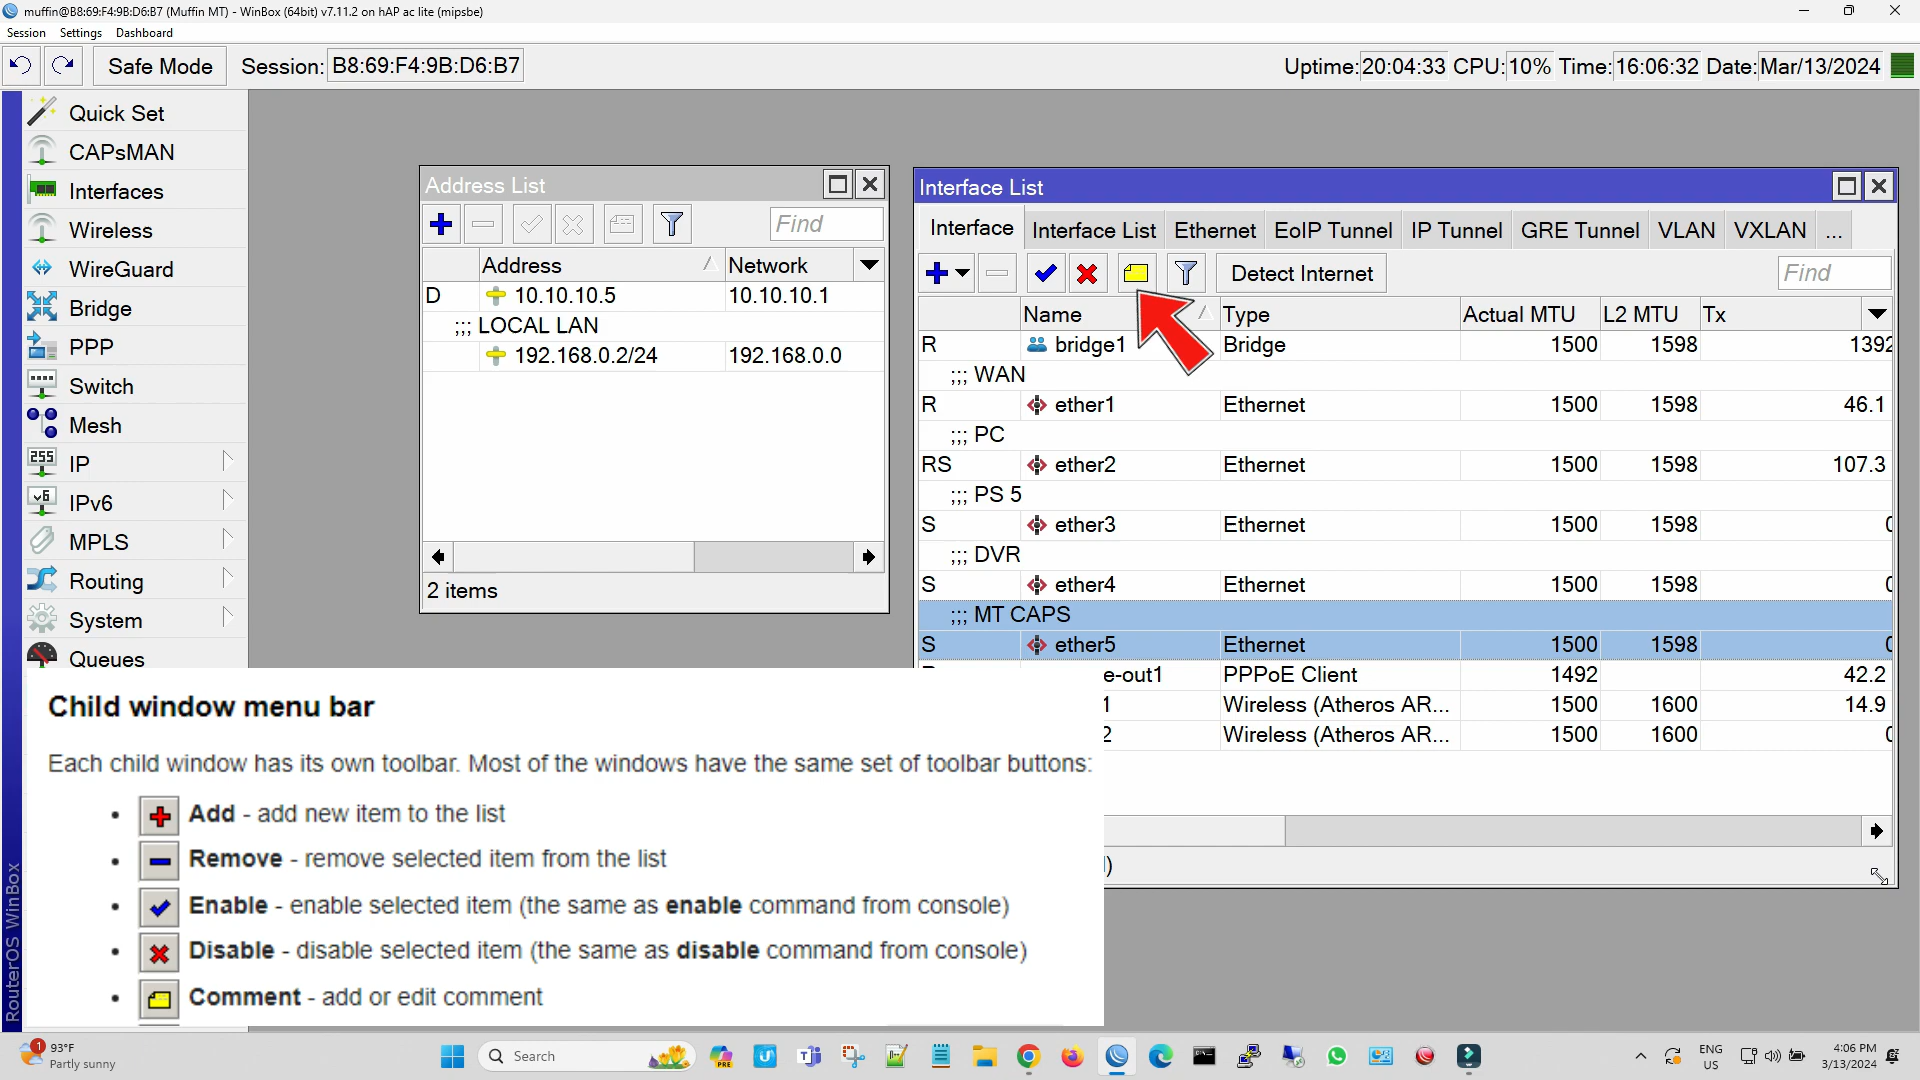 muffin@B8:69:F4:9B:D6:B7 (Muffin MT) - WinBox (64bit) v7.11.2 on hAP ac lite (mipsbe)
Session Settings Dashboard
Safe Mode Session: B8:69:F4:9B:D6:B7 Uptime: 20:04:33 CPU: 10% Time: 16:06:32 Date: Mar/13/2024
Quick Set
CAPsMAN
Interfaces
Wireless
WireGuard
Bridge
PPP
Switch
Mesh
255 IP
v6 IPv6
MPLS
Routing
System
Queues
RouterOS WinBox
Address List
Find
Address Network
D 10.10.10.5 10.10.10.1
;;; LOCAL LAN
192.168.0.2/24 192.168.0.0
2 items
Interface List
Interface Interface List Ethernet EoIP Tunnel IP Tunnel GRE Tunnel VLAN VXLAN ...
Detect Internet Find
Name Type Actual MTU L2 MTU Tx
R bridge1 Bridge 1500 1598 1392
;;; WAN
R ether1 Ethernet 1500 1598 46.1
;;; PC
RS ether2 Ethernet 1500 1598 107.3
;;; PS 5
S ether3 Ethernet 1500 1598 0
;;; DVR
S ether4 Ethernet 1500 1598 0
;;; MT CAPS
S ether5 Ethernet 1500 1598 0
e-out1 PPPoE Client 1492 42.2
1 Wireless (Atheros AR... 1500 1600 14.9
2 Wireless (Atheros AR... 1500 1600 0
)
Child window menu bar
Each child window has its own toolbar. Most of the windows have the same set of toolbar buttons:
• Add - add new item to the list
• Remove - remove selected item from the list
• Enable - enable selected item (the same as enable command from console)
• Disable - disable selected item (the same as disable command from console)
• Comment - add or edit comment
1 93°F
Partly sunny
Search
PRE
ENG
US
4:06 PM
3/13/2024